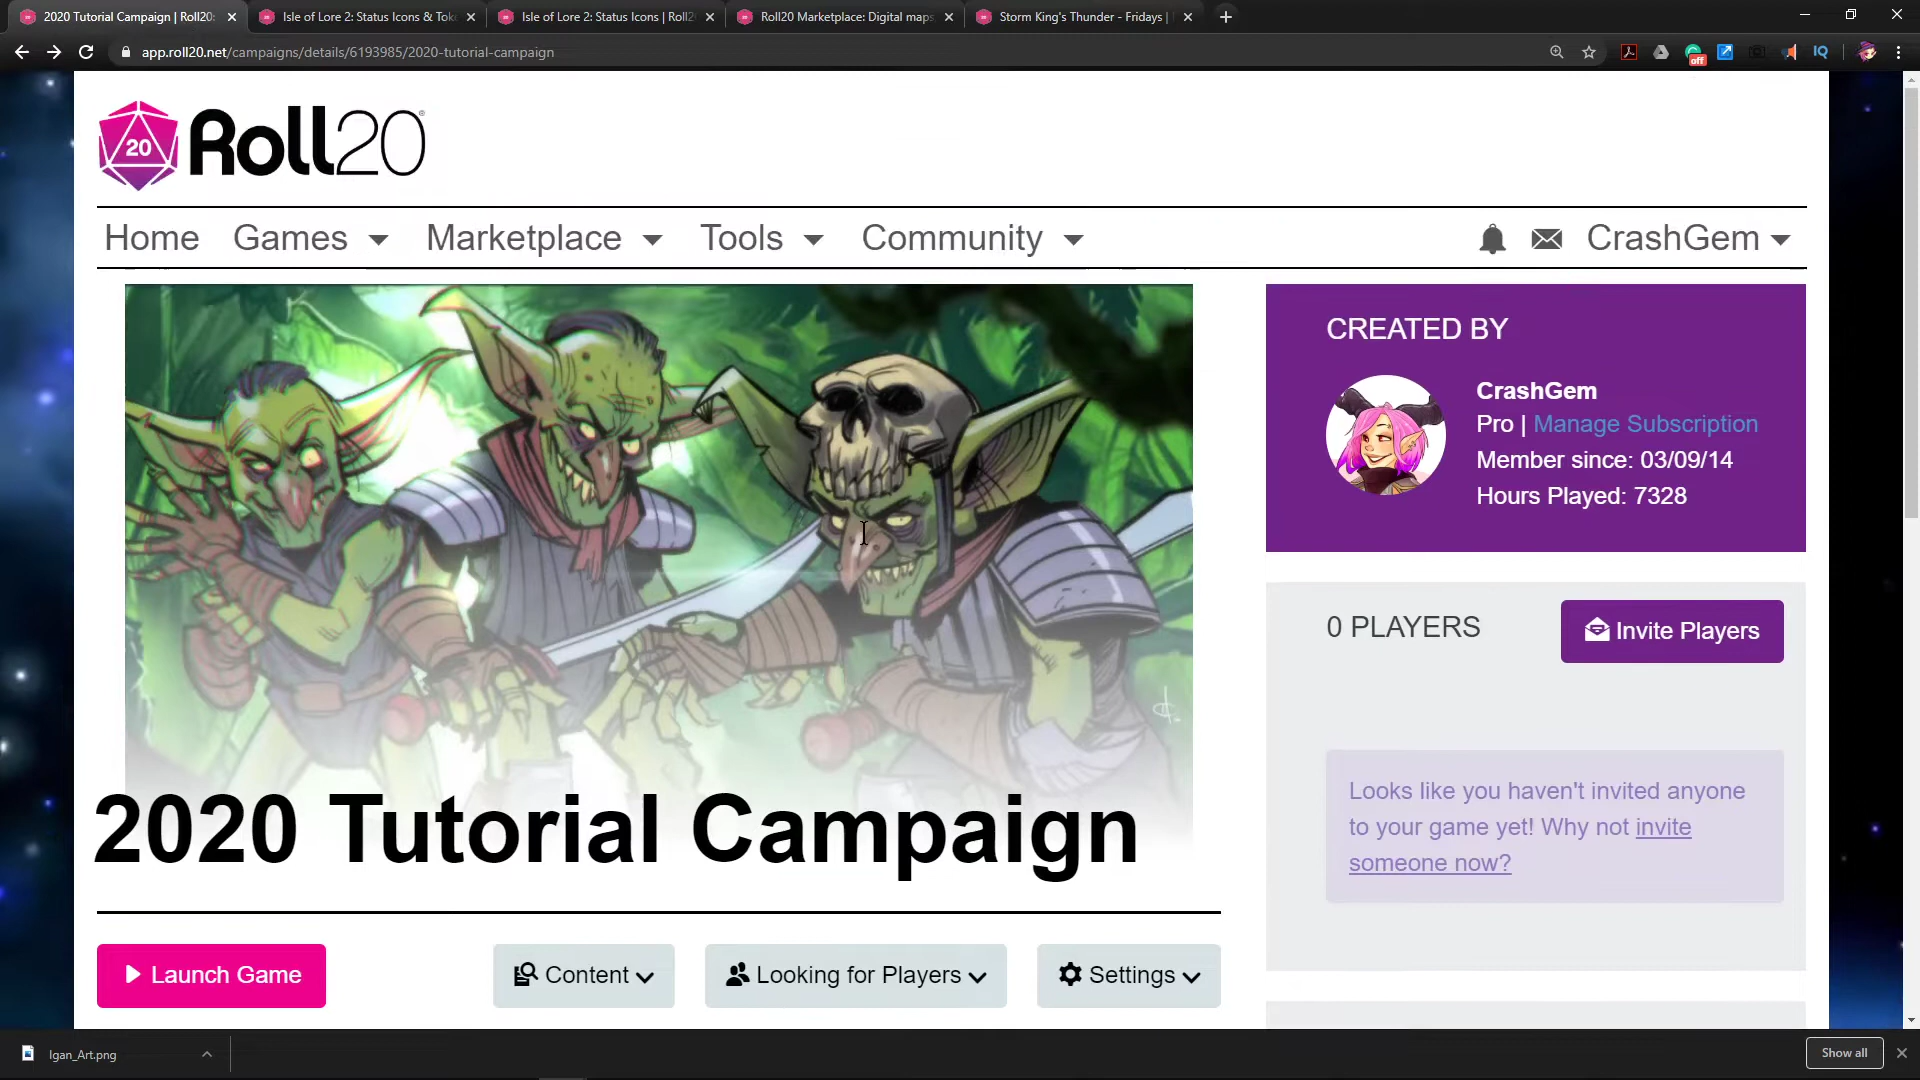 2020 Tutorial Campaign | Roll20:
Isle of Lore 2: Status Icons & Tok
Isle of Lore 2: Status Icons | Roll2
Roll20 Marketplace: Digital maps
Storm King's Thunder - Fridays |
app.roll20.net/campaigns/details/6193985/2020-tutorial-campaign
off
IQ
20
Roll20®
Home
Games
Marketplace
Tools
Community
CrashGem
CREATED BY
CrashGem
Pro | Manage Subscription
Member since: 03/09/14
Hours Played: 7328
0 PLAYERS
Invite Players
Looks like you haven't invited anyone
to your game yet! Why not invite
someone now?
2020 Tutorial Campaign
Launch Game
Content
Looking for Players
Settings
Igan_Art.png
Show all